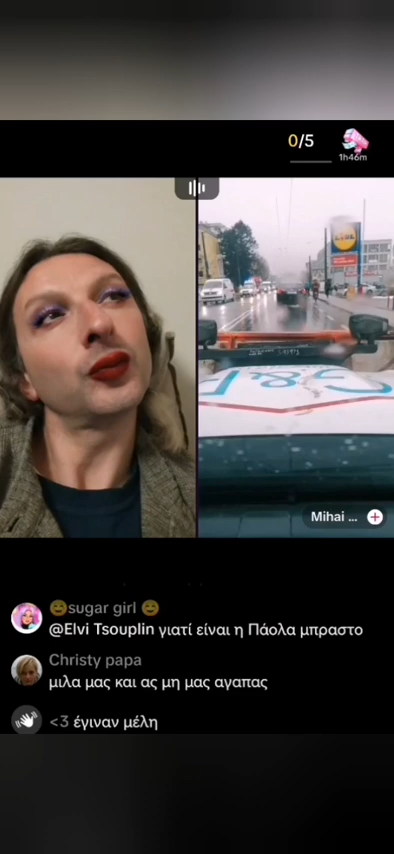 0/5
1h46m
LIDL
Mihai ...
😊sugar girl 😊
@Elvi Tsouplin γιατί είναι η Πάολα μπραστο
Christy papa
μιλα μας και ας μη μας αγαπας
<3 έγιναν μέλη